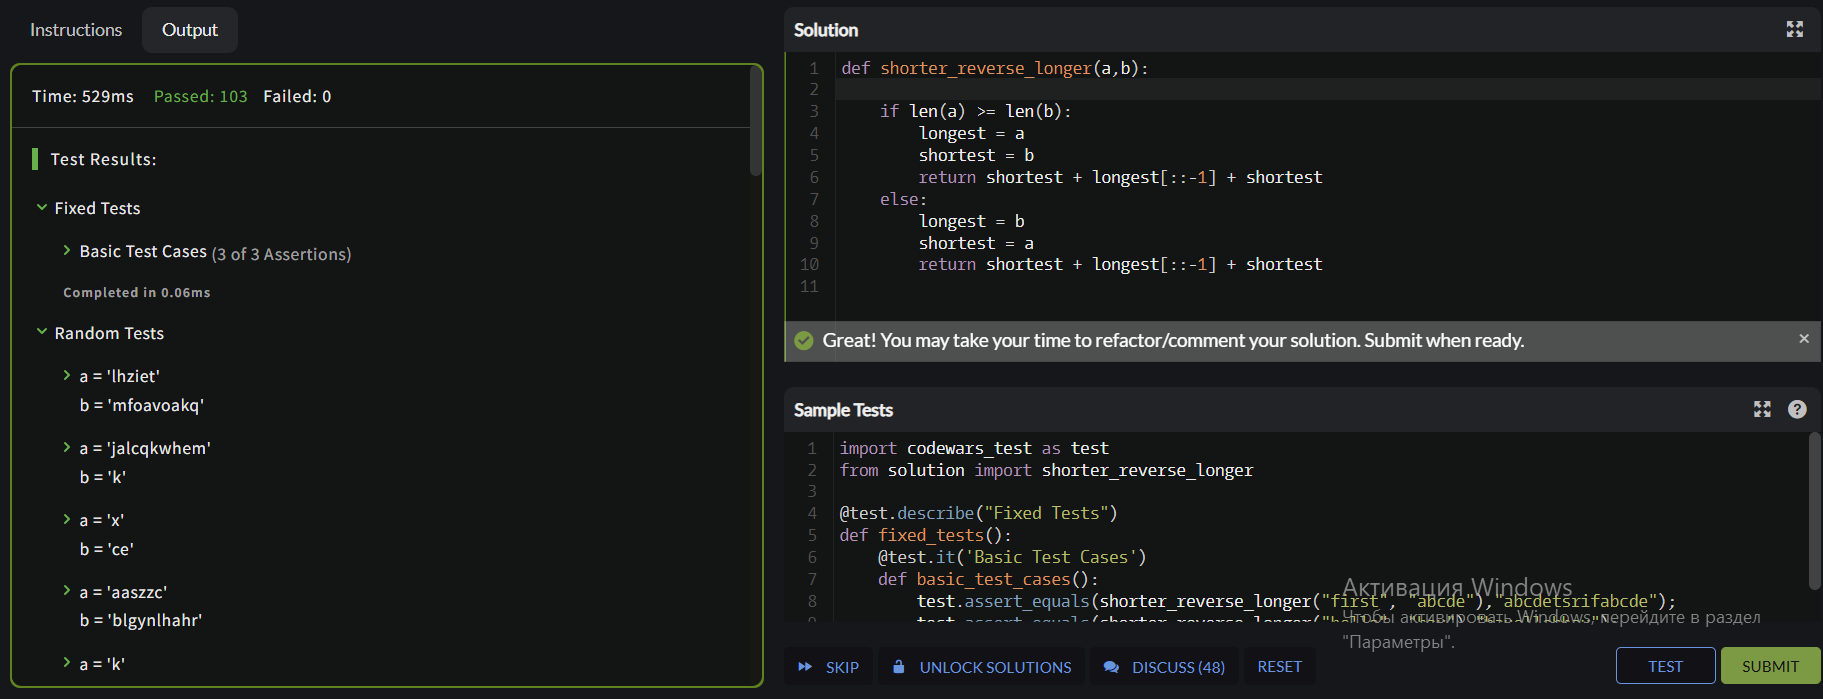 Instructions
Output
Time: 529ms Passed: 103 Failed: 0
Test Results:
Fixed Tests
Basic Test Cases (3 of 3 Assertions)
Completed in 0.06ms
Random Tests
a = 'lhziet'
b = 'mfoavoakq'
a = 'jalcqkwhem'
b = 'k'
a = 'x'
b = 'ce'
a = 'aaszzc'
b = 'blgynlhahr'
a = 'k'
Solution
1 def shorter_reverse_longer(a,b):
2
3 if len(a) >= len(b):
4 longest = a
5 shortest = b
6 return shortest + longest[::-1] + shortest
7 else:
8 longest = b
9 shortest = a
10 return shortest + longest[::-1] + shortest
11
Great! You may take your time to refactor/comment your solution. Submit when ready.
Sample Tests
1 import codewars_test as test
2 from solution import shorter_reverse_longer
3
4 @test.describe("Fixed Tests")
5 def fixed_tests():
6 @test.it('Basic Test Cases')
7 def basic_test_cases():
8 test.assert_equals(shorter_reverse_longer("first", "abcde"),"abcdetsrifabcde");
Активация Windows
Чтобы активировать Windows, перейдите в раздел
"Параметры".
SKIP
UNLOCK SOLUTIONS
DISCUSS (48)
RESET
TEST
SUBMIT